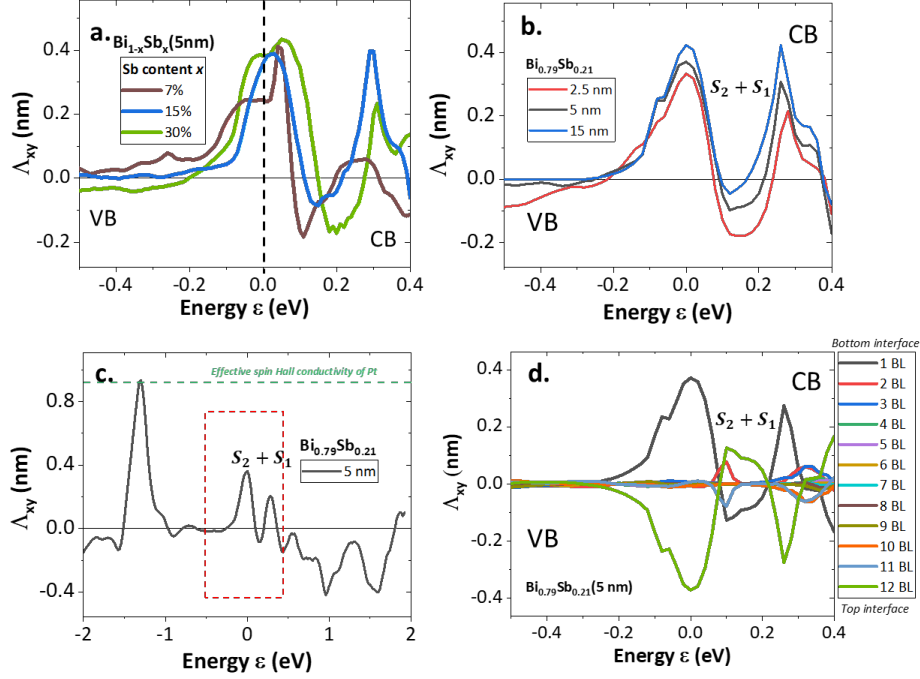 a.
Bi1-xSbx(5nm)
Sb content x
7%
15%
30%
VB
CB
Λxy (nm)
0.4
0.2
0.0
-0.2
-0.4 -0.2 0.0 0.2 0.4
Energy ε (eV)
b.
CB
Bi0.79Sb0.21
2.5 nm
5 nm
15 nm
S2 + S1
VB
Λxy (nm)
0.4
0.2
0.0
-0.2
-0.4 -0.2 0.0 0.2 0.4
Energy ε (eV)
c.
Effective spin Hall conductivity of Pt
Bi0.79Sb0.21
5 nm
S2 + S1
Λxy (nm)
0.8
0.4
0.0
-0.4
-2 -1 0 1 2
Energy ε (eV)
d.
CB
S2 + S1
VB
Bi0.79Sb0.21(5 nm)
Λxy (nm)
0.4
0.2
0.0
-0.2
-0.4
-0.4 -0.2 0.0 0.2 0.4
Energy ε (eV)
Bottom interface
1 BL
2 BL
3 BL
4 BL
5 BL
6 BL
7 BL
8 BL
9 BL
10 BL
11 BL
12 BL
Top interface